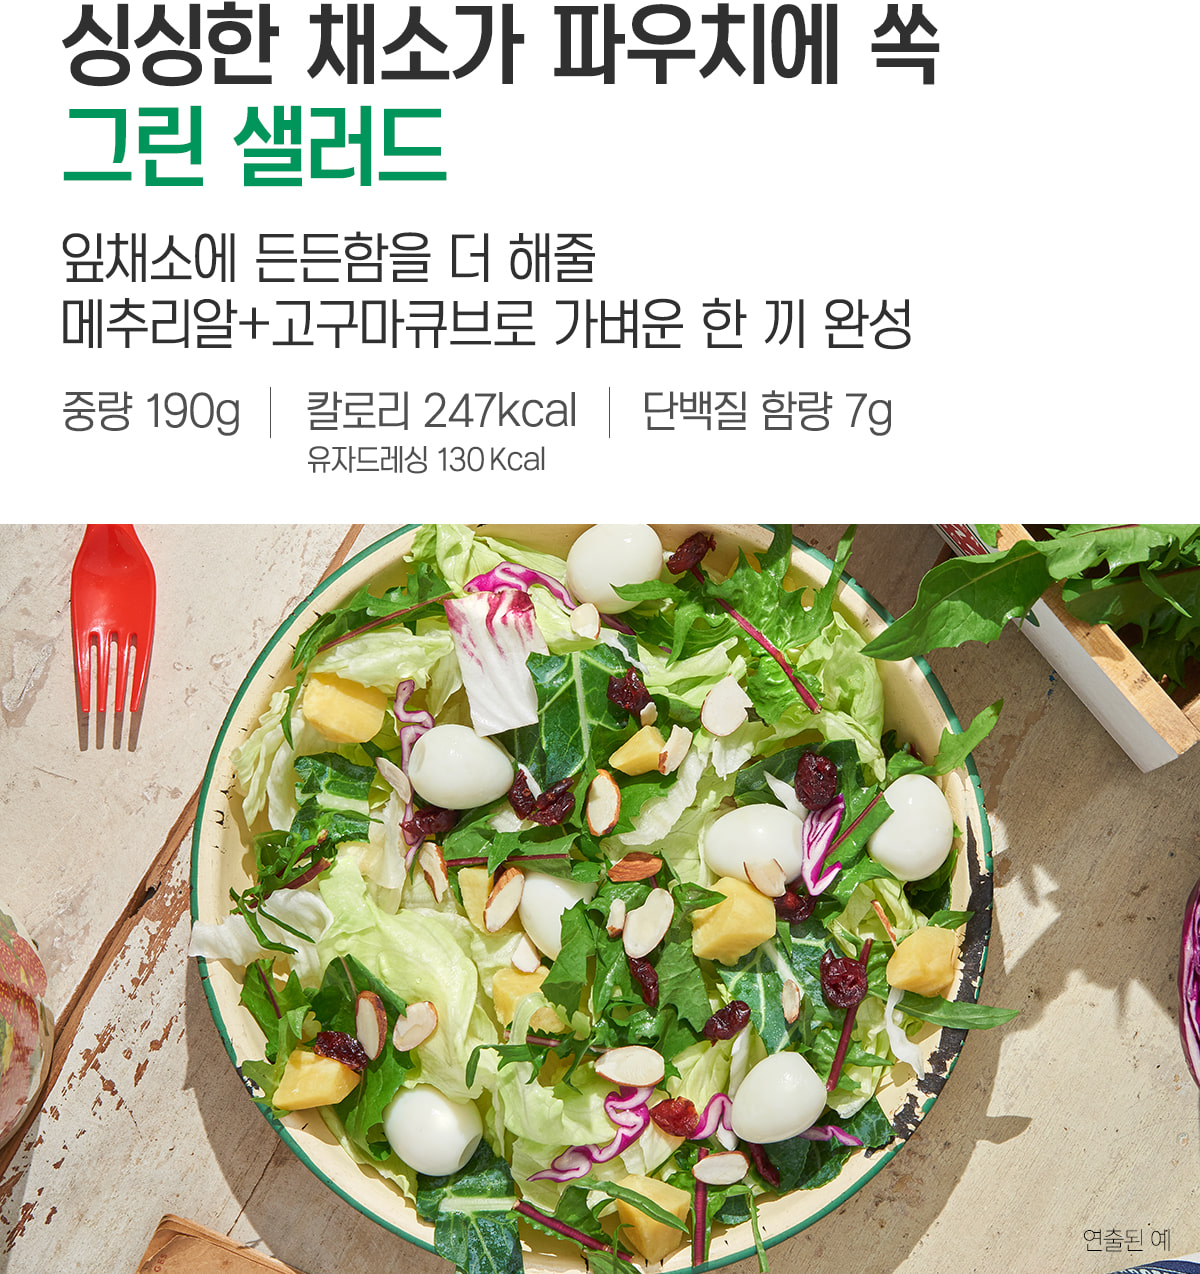 싱싱한 채소가 파우치에 쏙
그린 샐러드
잎채소에 든든함을 더 해줄
메추리알+고구마큐브로 가벼운 한 끼 완성
중량 190g | 칼로리 247kcal | 단백질 함량 7g
유자드레싱 130Kcal
연출된 예